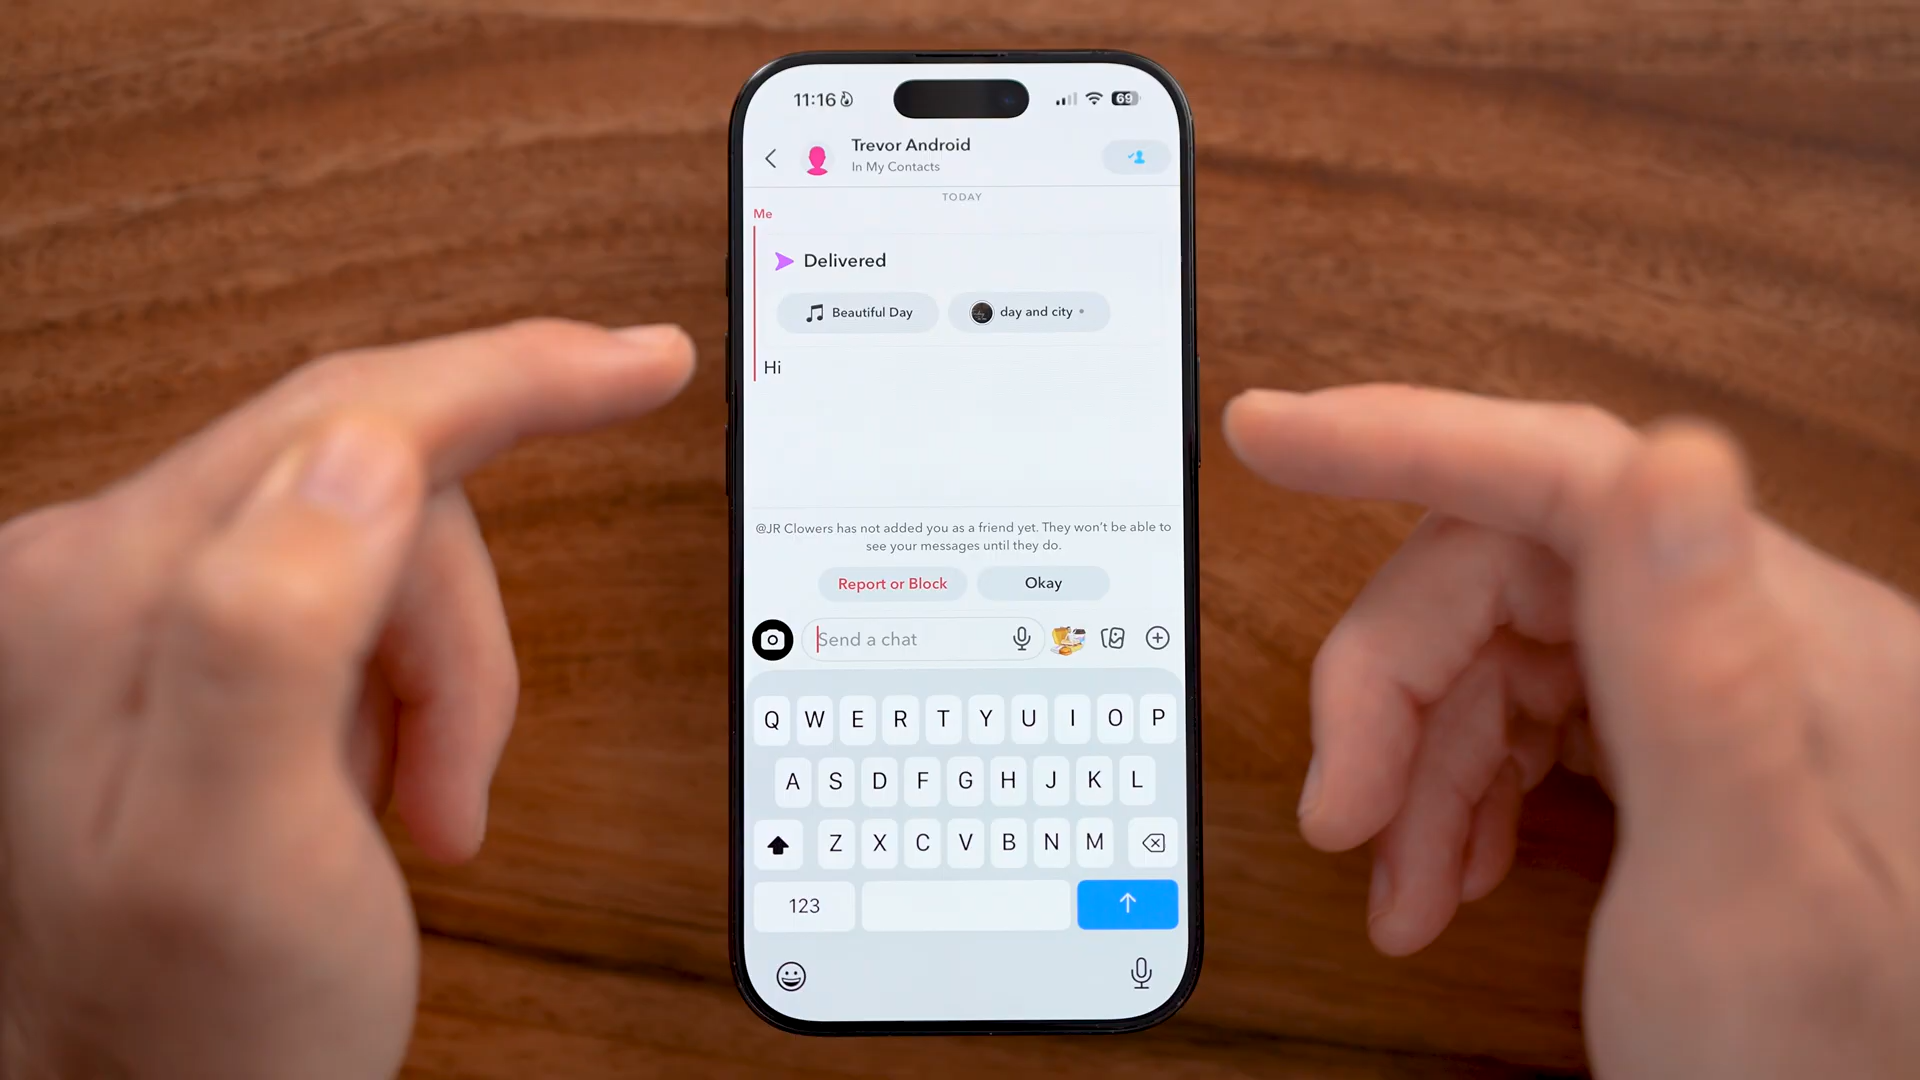 11:16
69
Trevor Android
In My Contacts
TODAY
Me
Delivered
Beautiful Day
day and city
Hi
@JR Clowers has not added you as a friend yet. They won't be able to
see your messages until they do.
Report or Block
Okay
Send a chat
Q W E R T Y U I O P
A S D F G H J K L
Z X C V B N M
123